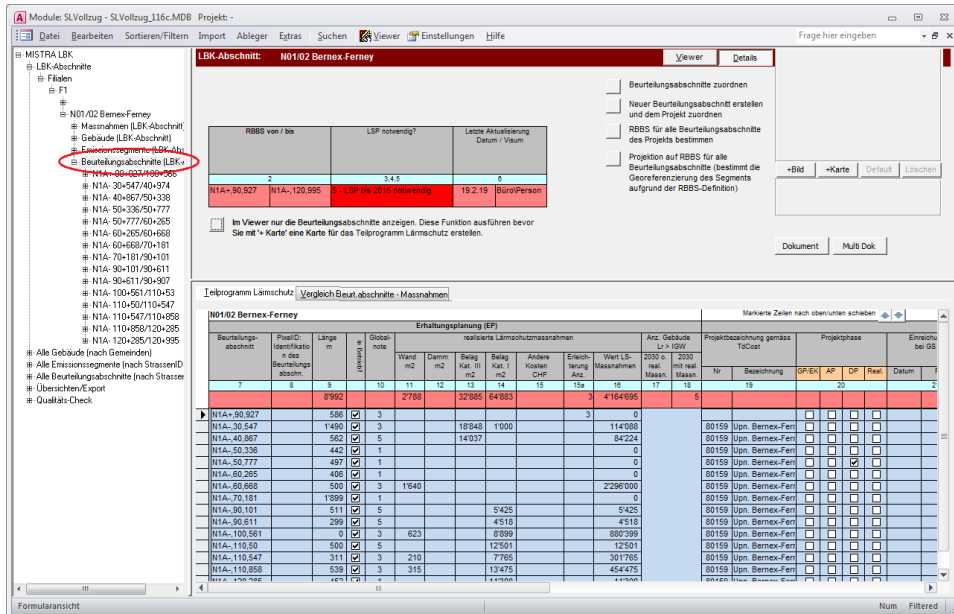 Module: SLVollzug - SLVollzug_116c.MDB Projekt: -
Datei Bearbeiten Sortieren/Filtern Import Ableger Extras Suchen Viewer Einstellungen Hilfe
Frage hier eingeben
MISTRA LBK
LBK-Abschnitte
Filialen
F1
N01/02 Bernex-Ferney
Massnahmen (LBK-Abschnitt)
Gebäude (LBK-Abschnitt)
Emissionssegmente (LBK-Abs
Beurteilungsabschnitte (LBK-
N1A- 30+547/40+974
N1A- 40+867/50+338
N1A- 50+336/50+777
N1A- 50+777/60+265
N1A- 60+265/60+668
N1A- 60+668/70+181
N1A- 70+181/90+101
N1A- 90+101/90+611
N1A- 90+611/90+907
N1A- 100+561/110+53
N1A- 110+50/110+547
N1A- 110+547/110+858
N1A- 110+858/120+285
N1A- 120+285/120+995
Alle Gebäude (nach Gemeinden)
Alle Emissionssegmente (nach StrassenID
Alle Beurteilungsabschnitte (nach Strasser
Übersichten/Export
Qualitäts-Check
LBK-Abschnitt: N01/02 Bernex-Ferney
Viewer Details
Beurteilungsabschnitte zuordnen
Neuer Beurteilungsabschnitt erstellen
und dem Projekt zuordnen
RBBS für alle Beurteilungsabschnitte
des Projekts bestimmen
Projektion auf RBBS für alle
Beurteilungsabschnitte (bestimmt die
Georeferenzierung des Segments
aufgrund der RBBS-Definition)
RBBS von / bis LSP notwendig? Letzte Aktualisierung
Datum / Visum
2 3,4,5 6
N1A+,90,927 N1A-,120,995 5 - LSP bis 2015 notwendig 19.2.19 Büro\Person
Im Viewer nur die Beurteilungsabschnitte anzeigen. Diese Funktion ausführen bevor
Sie mit '+ Karte' eine Karte für das Teilprogramm Lärmschutz erstellen.
+Bild +Karte Default Löschen
Dokument Multi Dok
Teilprogramm Lärmschutz Vergleich Beurt.abschnitte - Massnahmen
N01/02 Bernex-Ferney
Markierte Zeilen nach oben/unten schieben
Erhaltungsplanung (EP)
Beurteilungs-
abschnitt
PixelID:
Identifikatio
n des
Beurteilungs
abschn.
Länge
m
in Betrieb?
Global-
note
realisierte Lärmschutzmassnahmen
Wand
m2
Damm
m2
Belag
Kat. III
m2
Belag
Kat. I
m2
Andere
Kosten
CHF
Erleich-
terung
Anz.
Wert LS-
Massnahmen
Anz. Gebäude
Lr > IGW
2030 o.
real.
Massn.
2030
mit real.
Massn.
Projektbezeichnung gemäss
TdCost
Nr Bezeichnung
Projektphase
GP/EK AP DP Real.
Einreichu
bei GS
Datum
7 8 9 10 11 12 13 14 15 15a 16 17 18 19 20
8'992 2'788 32'885 64'883 3 4'164'695 5
N1A+,90,927 586 3 3 0
N1A-,30,547 1'490 3 18'848 1'000 114'088 80159 Upn. Bernex-Ferr
N1A-,40,867 562 5 14'037 84'224 80159 Upn. Bernex-Ferr
N1A-,50,336 442 1 0 80159 Upn. Bernex-Ferr
N1A-,50,777 497 1 0 80159 Upn. Bernex-Ferr
N1A-,60,265 406 1 0 80159 Upn. Bernex-Ferr
N1A-,60,668 500 3 1'640 2'296'000 80159 Upn. Bernex-Ferr
N1A-,70,181 1'899 1 0 80159 Upn. Bernex-Ferr
N1A-,90,101 511 5 5'425 5'425 80159 Upn. Bernex-Ferr
N1A-,90,611 299 5 4'518 4'518 80159 Upn. Bernex-Ferr
N1A-,100,561 0 3 623 8'899 880'399 80159 Upn. Bernex-Ferr
N1A-,110,50 500 5 12'501 12'501 80159 Upn. Bernex-Ferr
N1A-,110,547 311 3 210 7'765 301'765 80159 Upn. Bernex-Ferr
N1A-,110,858 539 3 315 13'475 454'475 80159 Upn. Bernex-Ferr
Formularansicht
Num Filtered